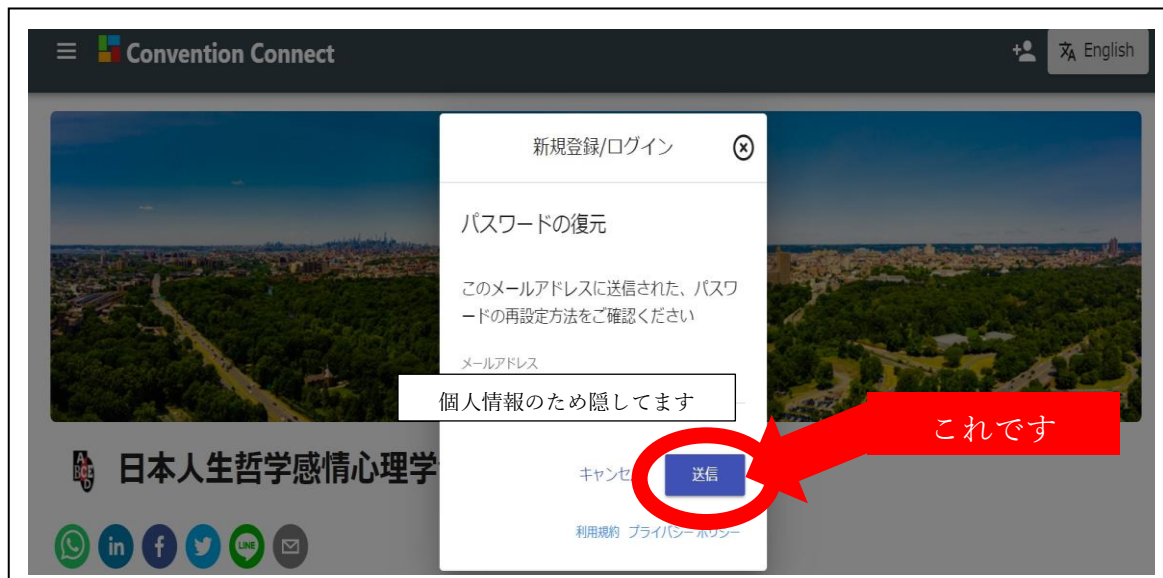 Convention Connect
English
新規登録/ログイン
パスワードの復元
このメールアドレスに送信された、パスワ
ードの再設定方法をご確認ください
メールアドレス
個人情報のため隠してます
これです
日本人生哲学感情心理学
キャンセ
送信
利用規約 プライバシーポリシー
in
f
LINE